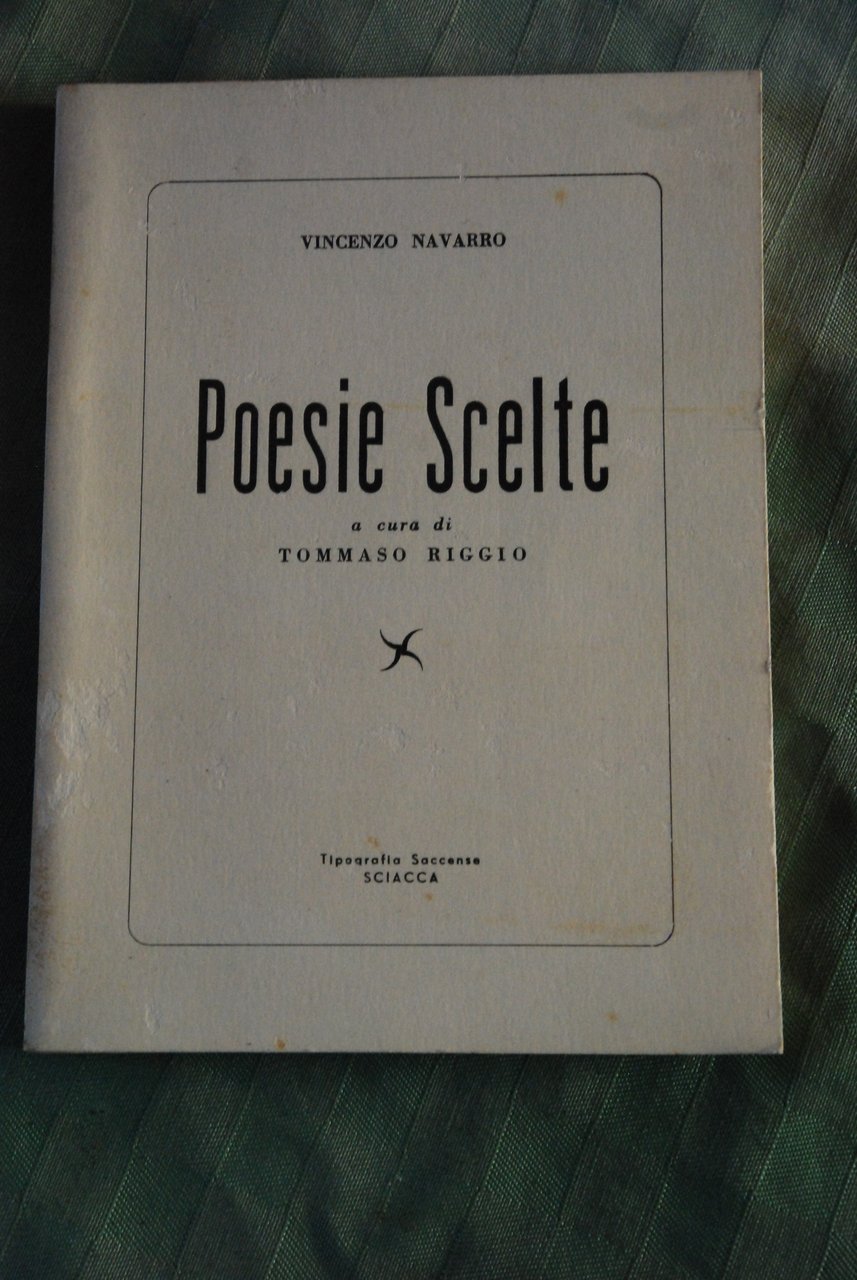 VINCENZO NAVARRO
Poesie Scelte
a cura di
TOMMASO RIGGIO
Tipografia Saccense
SCIACCA